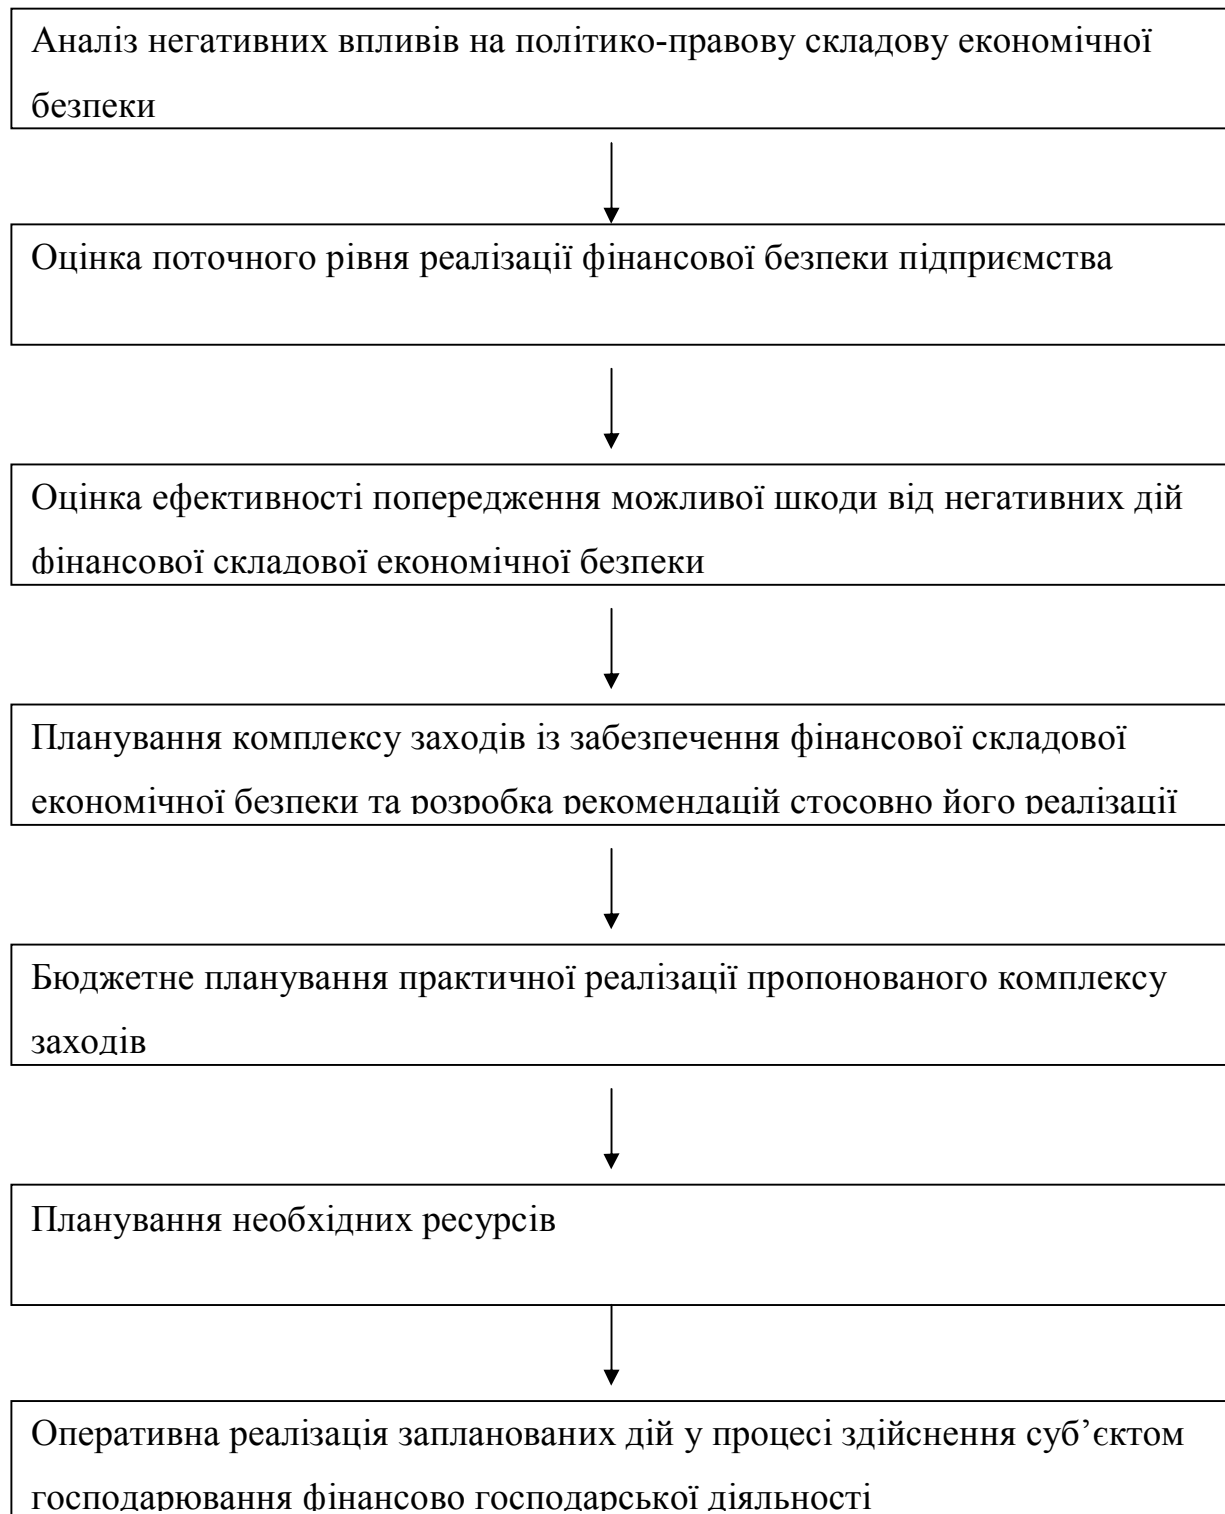 Аналіз негативних впливів на політико-правову складову економічної
безпеки
Оцінка поточного рівня реалізації фінансової безпеки підприємства
Оцінка ефективності попередження можливої шкоди від негативних дій
фінансової складової економічної безпеки
Планування комплексу заходів із забезпечення фінансової складової
економічної безпеки та розробка рекомендацій стосовно його реалізації
Бюджетне планування практичної реалізації пропонованого комплексу
заходів
Планування необхідних ресурсів
Оперативна реалізація запланованих дій у процесі здійснення суб’єктом
господарювання фінансово господарської діяльності